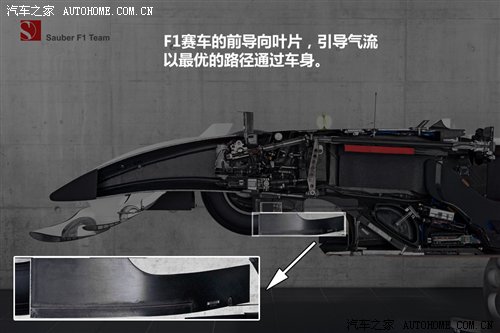 汽车之家 AUTOHOME.COM.CN
Sauber F1 Team
F1赛车的前导向叶片，引导气流
以最优的路径通过车身。
汽车之家 AUTOHOME.COM.CN